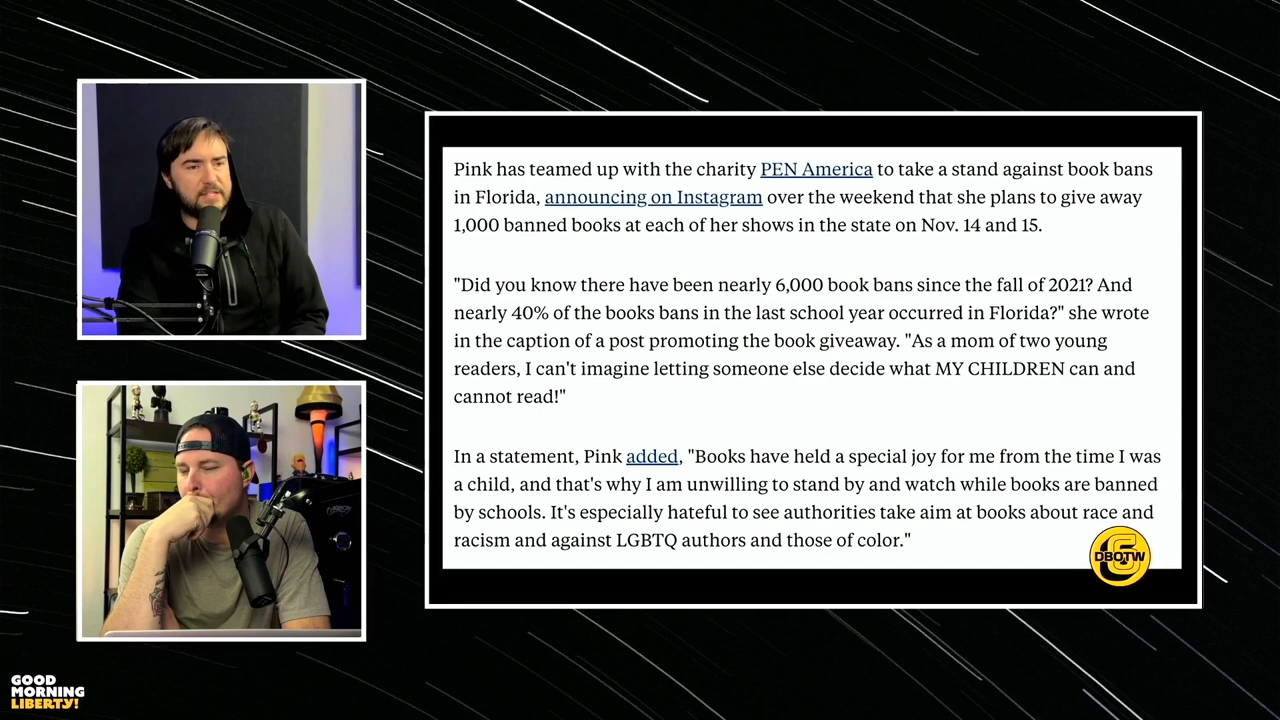 Pink has teamed up with the charity PEN America to take a stand against book bans
in Florida, announcing on Instagram over the weekend that she plans to give away
1,000 banned books at each of her shows in the state on Nov. 14 and 15.
"Did you know there have been nearly 6,000 book bans since the fall of 2021? And
nearly 40% of the books bans in the last school year occurred in Florida?" she wrote
in the caption of a post promoting the book giveaway. "As a mom of two young
readers, I can't imagine letting someone else decide what MY CHILDREN can and
cannot read!"
In a statement, Pink added, "Books have held a special joy for me from the time I was
a child, and that's why I am unwilling to stand by and watch while books are banned
by schools. It's especially hateful to see authorities take aim at books about race and
racism and against LGBTQ authors and those of color."
DBOTW
GOOD
MORNING
LIBERTY!